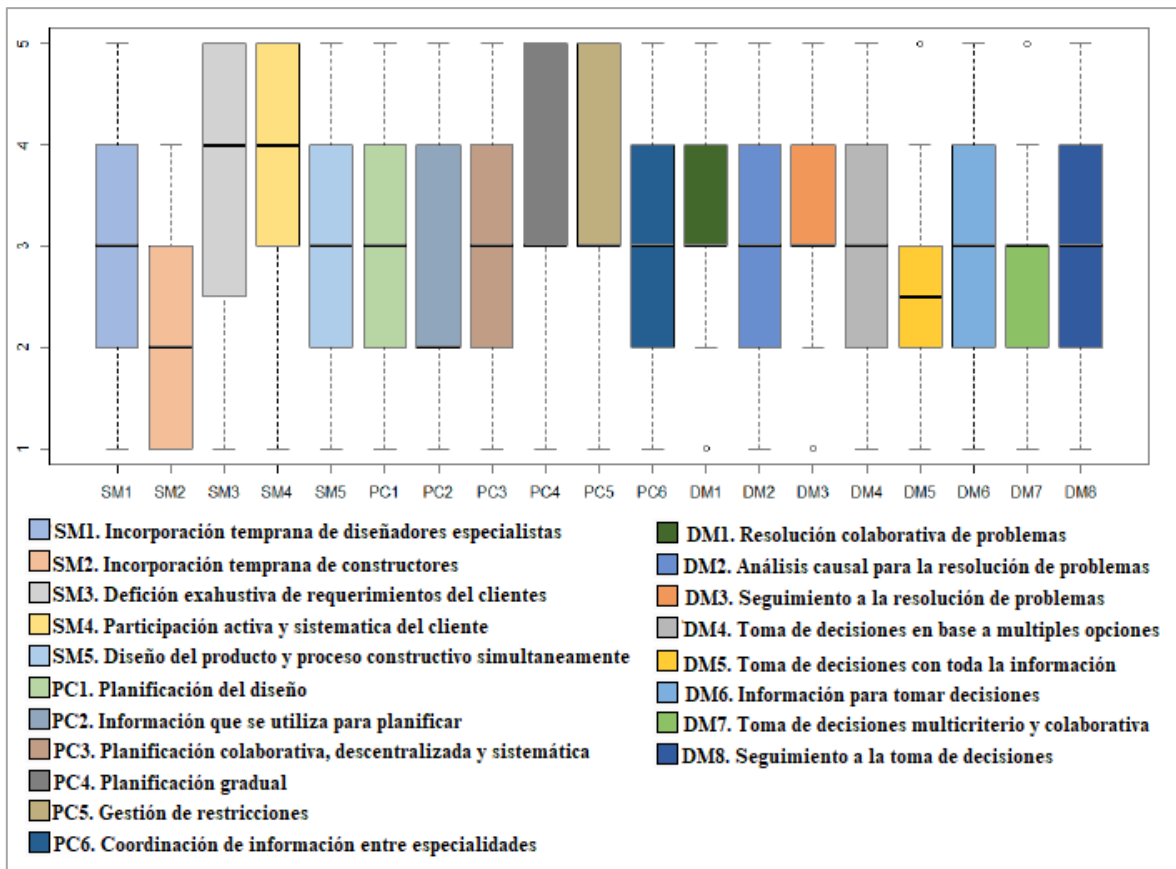 5
4
3
2
1
SM1 SM2 SM3 SM4 SM5 PC1 PC2 PC3 PC4 PC5 PC6 DM1 DM2 DM3 DM4 DM5 DM6 DM7 DM8
SM1. Incorporación temprana de diseñadores especialistas
SM2. Incorporación temprana de constructores
SM3. Defición exahustiva de requerimientos del clientes
SM4. Participación activa y sistematica del cliente
SM5. Diseño del producto y proceso constructivo simultaneamente
PC1. Planificación del diseño
PC2. Información que se utiliza para planificar
PC3. Planificación colaborativa, descentralizada y sistemática
PC4. Planificación gradual
PC5. Gestión de restricciones
PC6. Coordinación de información entre especialidades
DM1. Resolución colaborativa de problemas
DM2. Análisis causal para la resolución de problemas
DM3. Seguimiento a la resolución de problemas
DM4. Toma de decisiones en base a multiples opciones
DM5. Toma de decisiones con toda la información
DM6. Información para tomar decisiones
DM7. Toma de decisiones multicriterio y colaborativa
DM8. Seguimiento a la toma de decisiones